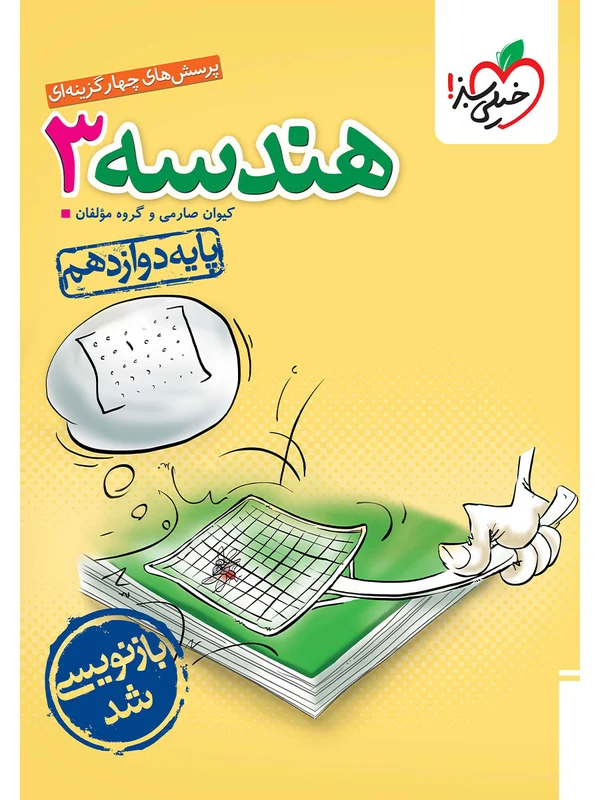 خیلی سبز!
پرسش‌های چهارگزینه‌ای
هندسه ۳
کیوان صارمی و گروه مؤلفان
پایه دوازدهم
بازنویسی
شد